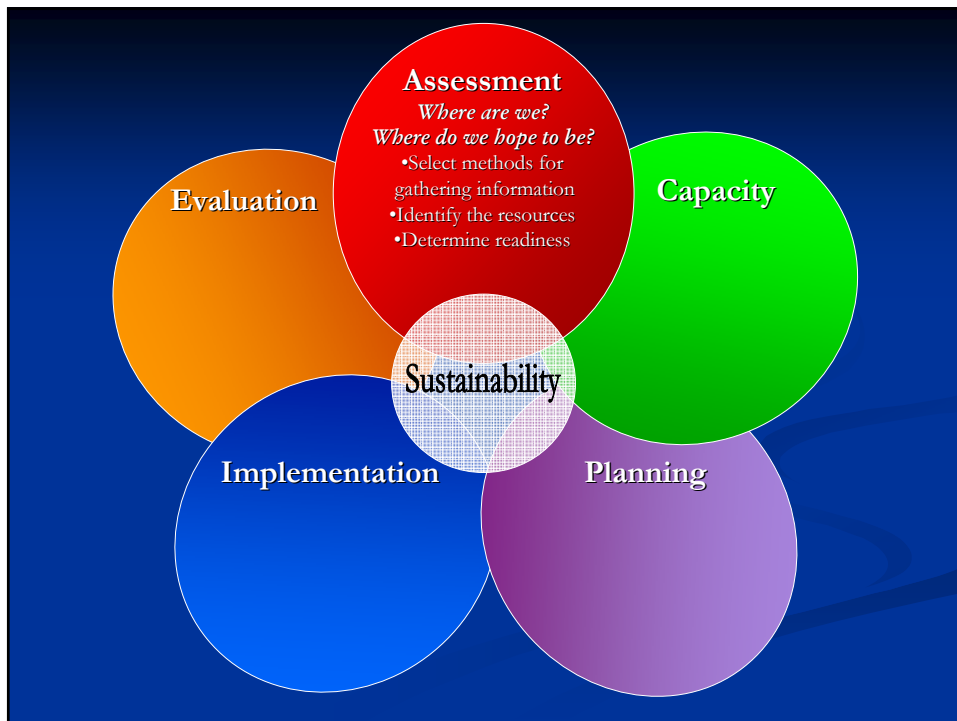 Assessment
Where are we?
Where do we hope to be?
•Select methods for
gathering information
•Identify the resources
•Determine readiness
Evaluation
Capacity
Sustainability
Implementation
Planning